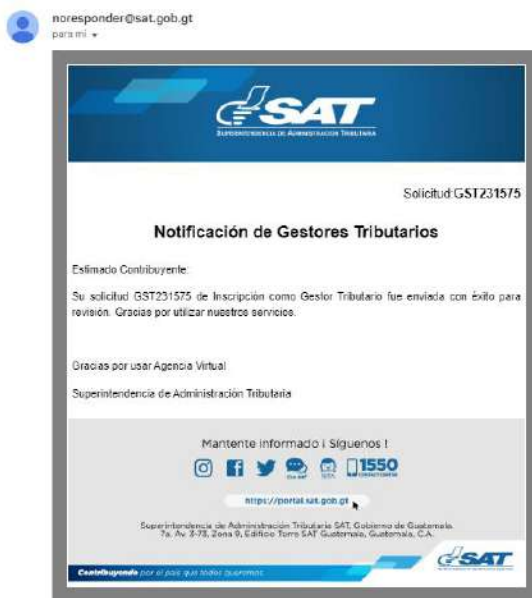 noresponder@sat.gob.gt
para mí
SAT
SUPERINTENDENCIA DE ADMINISTRACIÓN TRIBUTARIA
Solicitud:GST231575
Notificación de Gestores Tributarios
Estimado Contribuyente:
Su solicitud GST231575 de Inscripción como Gestor Tributario fue enviada con éxito para
revisión. Gracias por utilizar nuestros servicios.
Gracias por usar Agencia Virtual
Superintendencia de Administración Tributaria
Mantente informado ¡ Síguenos !
1550
https://portal.sat.gob.gt
Superintendencia de Administración Tributaria SAT, Gobierno de Guatemala.
7a. Av. 3-73, Zona 9, Edificio Torre SAT Guatemala, Guatemala, C.A.
Contribuyendo por el país que todos queremos
SAT